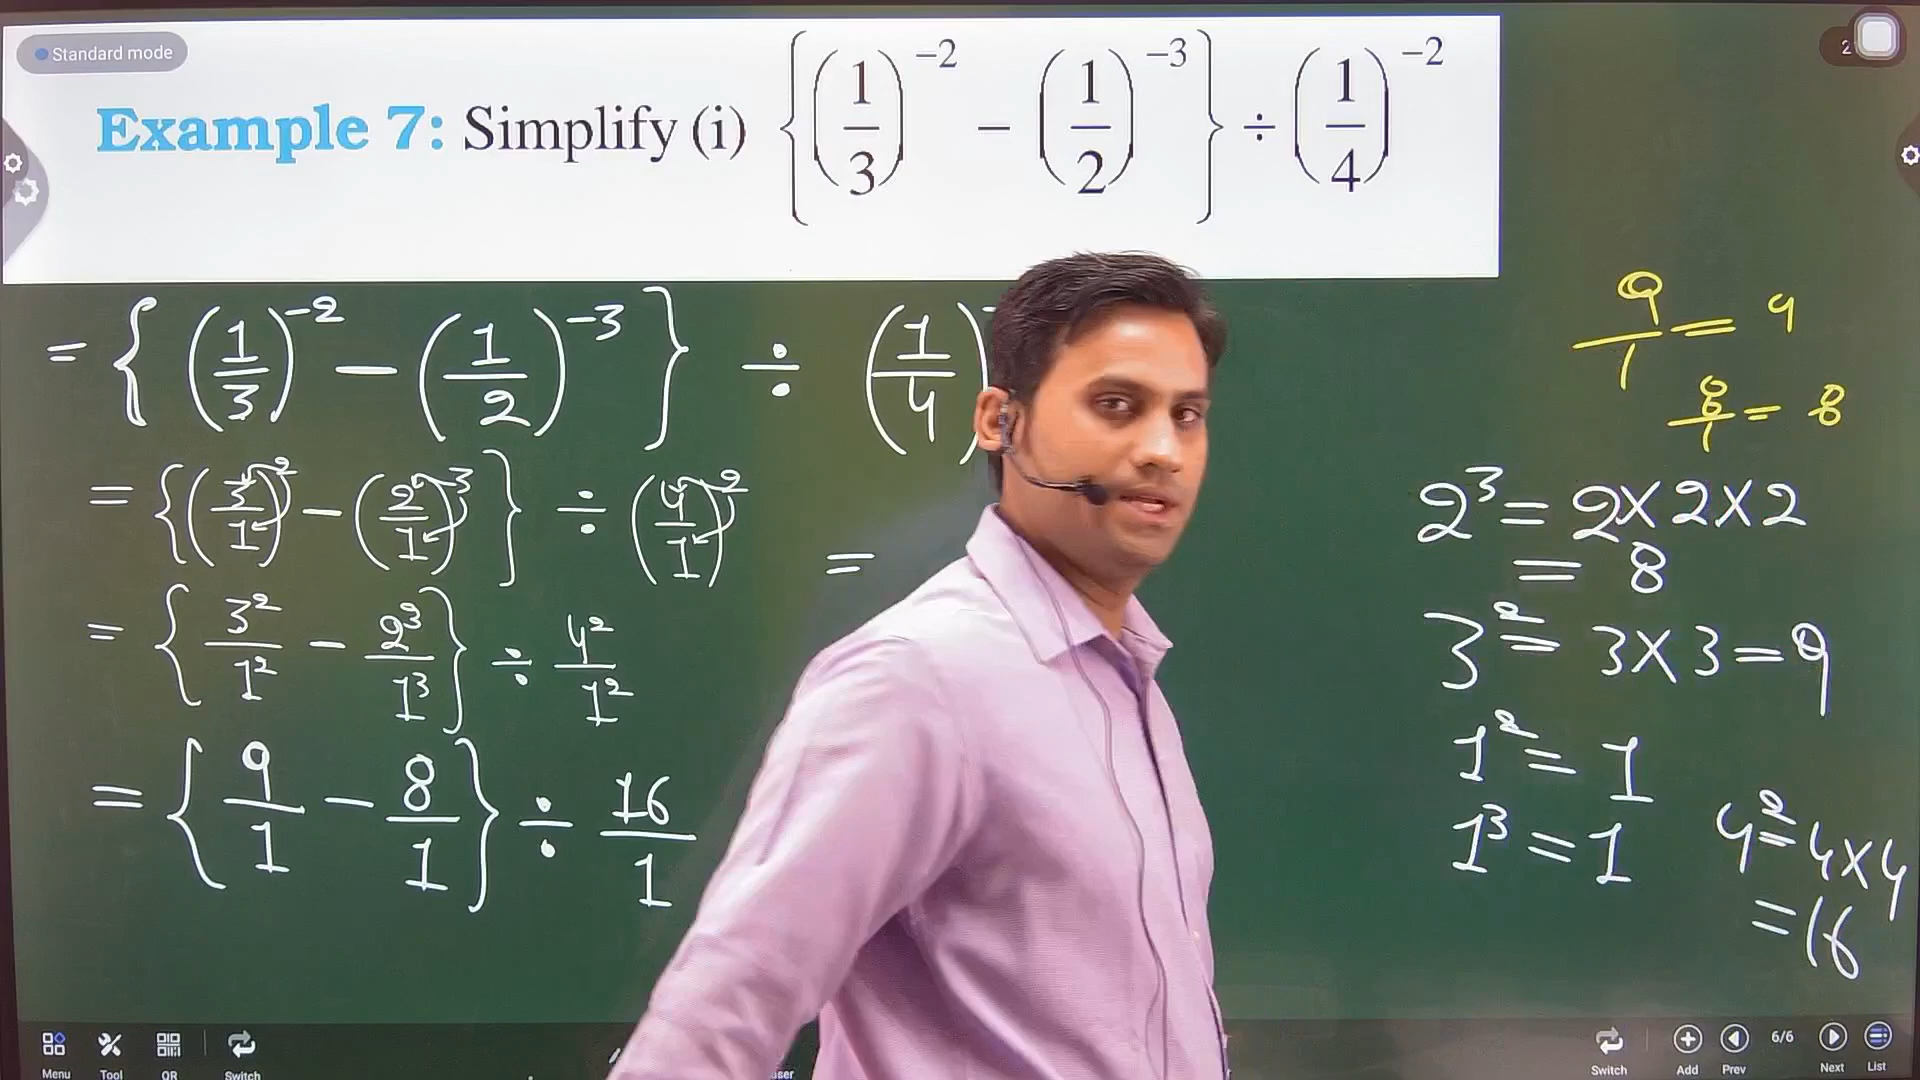 Standard mode
2
Example 7: Simplify (i) {(1/3)^-2 − (1/2)^-3} ÷ (1/4)^-2
= {(1/3)^-2 − (1/2)^-3} ÷ (1/4)
= {(3/1)^2 − (2/1)^3} ÷ (4/1)^2
=
= {3^2/1^2 − 2^3/1^3} ÷ 4^2/1^2
= {9/1 − 8/1} ÷ 16/1
9/1 = 9
8/1 = 8
2^3 = 2×2×2
= 8
3^2 = 3×3 = 9
1^2 = 1
1^3 = 1
4^2 = 4×4
= 16
Menu Tool QR Switch
Switch Add Prev 6/6 Next List